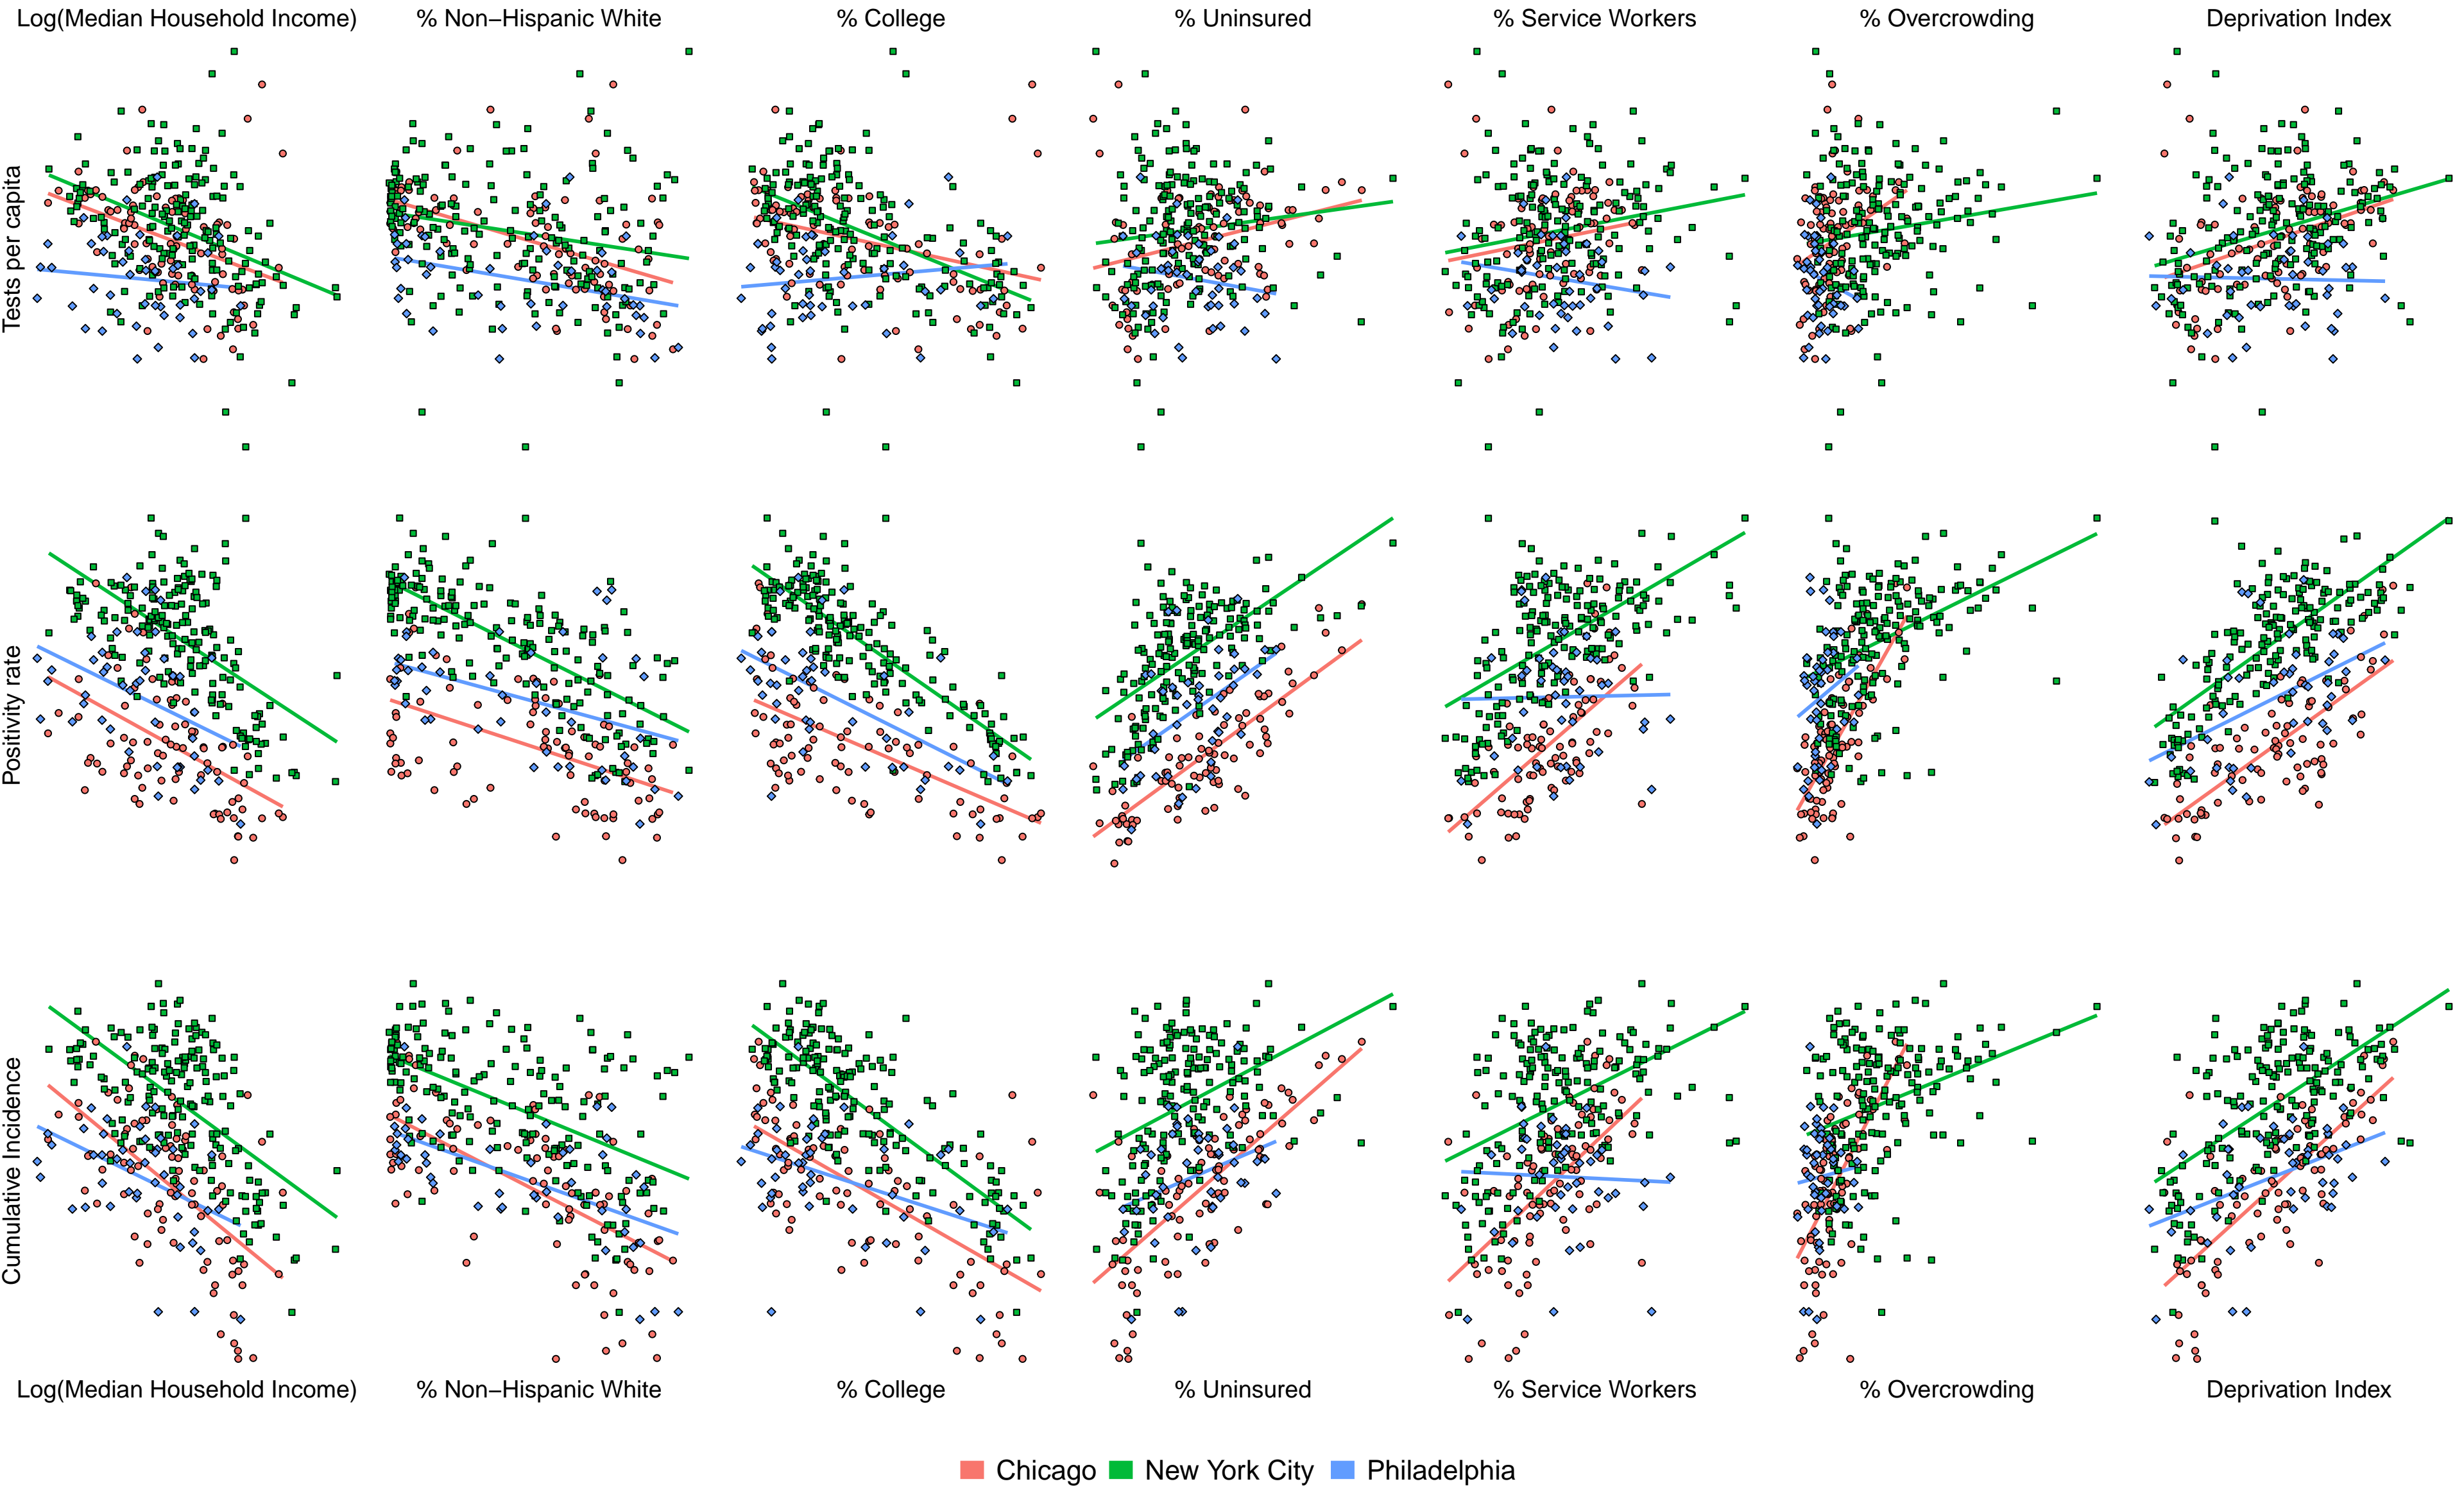 Log(Median Household Income) % Non−Hispanic White % College % Uninsured % Service Workers % Overcrowding Deprivation Index
Tests per capita
Positivity rate
Cumulative Incidence
Log(Median Household Income) % Non−Hispanic White % College % Uninsured % Service Workers % Overcrowding Deprivation Index
Chicago New York City Philadelphia